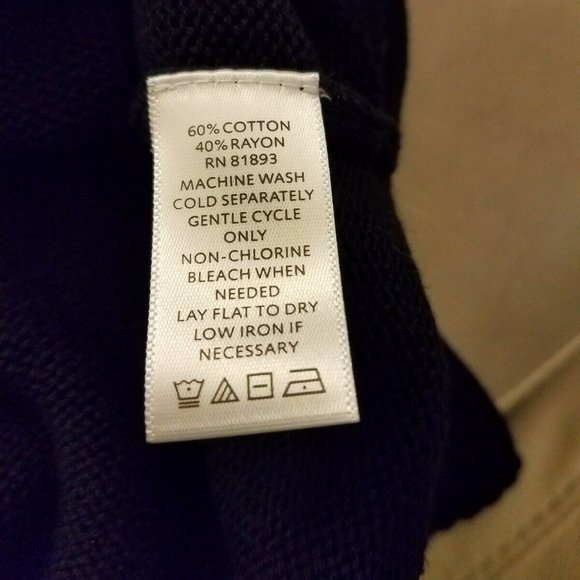 60% COTTON
40% RAYON
RN 81893
MACHINE WASH
COLD SEPARATELY
GENTLE CYCLE
ONLY
NON-CHLORINE
BLEACH WHEN
NEEDED
LAY FLAT TO DRY
LOW IRON IF
NECESSARY